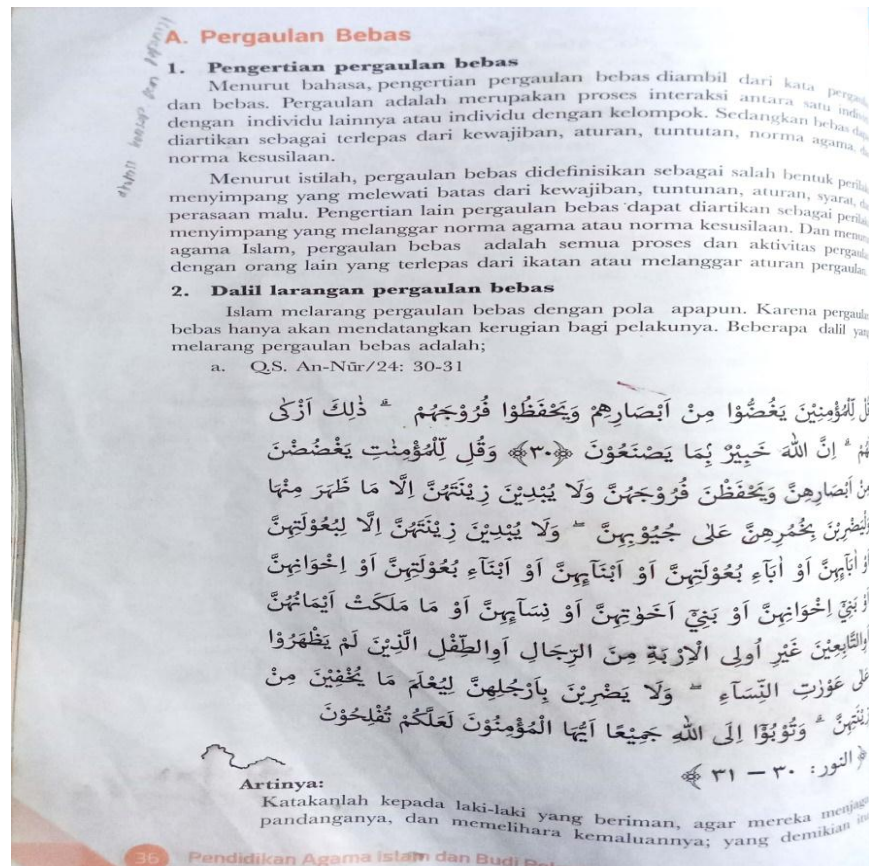 A. Pergaulan Bebas
1. Pengertian pergaulan bebas
Menurut bahasa, pengertian pergaulan bebas diambil dari kata
dan bebas. Pergaulan adalah merupakan proses interaksi antara satu
dengan individu lainnya atau individu dengan kelompok. Sedangkan bebas
diartikan sebagai terlepas dari kewajiban, aturan, tuntutan, norma agama,
norma kesusilaan.
Menurut istilah, pergaulan bebas didefinisikan sebagai salah bentuk
menyimpang yang melewati batas dari kewajiban, tuntunan, aturan, syarat,
perasaan malu. Pengertian lain pergaulan bebas dapat diartikan sebagai
menyimpang yang melanggar norma agama atau norma kesusilaan. Dan
agama Islam, pergaulan bebas adalah semua proses dan aktivitas
dengan orang lain yang terlepas dari ikatan atau melanggar aturan pergaulan
2. Dalil larangan pergaulan bebas
Islam melarang pergaulan bebas dengan pola apapun. Karena
bebas hanya akan mendatangkan kerugian bagi pelakunya. Beberapa dalil
melarang pergaulan bebas adalah;
a. Q.S. An-Nūr/24: 30-31
لِّلْمُؤْمِنِيْنَ يَغُضُّوْا مِنْ اَبْصَارِهِمْ وَيَحْفَظُوْا فُرُوْجَهُمْ ۗ ذٰلِكَ اَزْكٰى
لَهُمْ ۗ اِنَّ اللّٰهَ خَبِيْرٌ بِمَا يَصْنَعُوْنَ ﴿٣٠﴾ وَقُل لِّلْمُؤْمِنٰتِ يَغْضُضْنَ
مِنْ اَبْصَارِهِنَّ وَيَحْفَظْنَ فُرُوْجَهُنَّ وَلَا يُبْدِيْنَ زِيْنَتَهُنَّ اِلَّا مَا ظَهَرَ مِنْهَا
وَلْيَضْرِبْنَ بِخُمُرِهِنَّ عَلٰى جُيُوْبِهِنَّ ۖ وَلَا يُبْدِيْنَ زِيْنَتَهُنَّ اِلَّا لِبُعُوْلَتِهِنَّ
اَوْ اٰبَآىِٕهِنَّ اَوْ اٰبَآءِ بُعُوْلَتِهِنَّ اَوْ اَبْنَآىِٕهِنَّ اَوْ اَبْنَآءِ بُعُوْلَتِهِنَّ اَوْ اِخْوَانِهِنَّ
اَوْ بَنِيْٓ اِخْوَانِهِنَّ اَوْ بَنِيْٓ اَخَوٰتِهِنَّ اَوْ نِسَآىِٕهِنَّ اَوْ مَا مَلَكَتْ اَيْمَانُهُنَّ
اَوِالتَّابِعِيْنَ غَيْرِ اُولِى الْاِرْبَةِ مِنَ الرِّجَالِ اَوِالطِّفْلِ الَّذِيْنَ لَمْ يَظْهَرُوْا
عَلٰى عَوْرٰتِ النِّسَآءِ ۖ وَلَا يَضْرِبْنَ بِاَرْجُلِهِنَّ لِيُعْلَمَ مَا يُخْفِيْنَ مِنْ
زِيْنَتِهِنَّ ۗ وَتُوْبُوْٓا اِلَى اللّٰهِ جَمِيْعًا اَيُّهَا الْمُؤْمِنُوْنَ لَعَلَّكُمْ تُفْلِحُوْنَ
﴿ النور: ٣٠ – ٣١ ﴾
Artinya:
Katakanlah kepada laki-laki yang beriman, agar mereka
pandanganya, dan memelihara kemaluannya; yang demikian
36 Pendidikan Agama Islam dan Budi